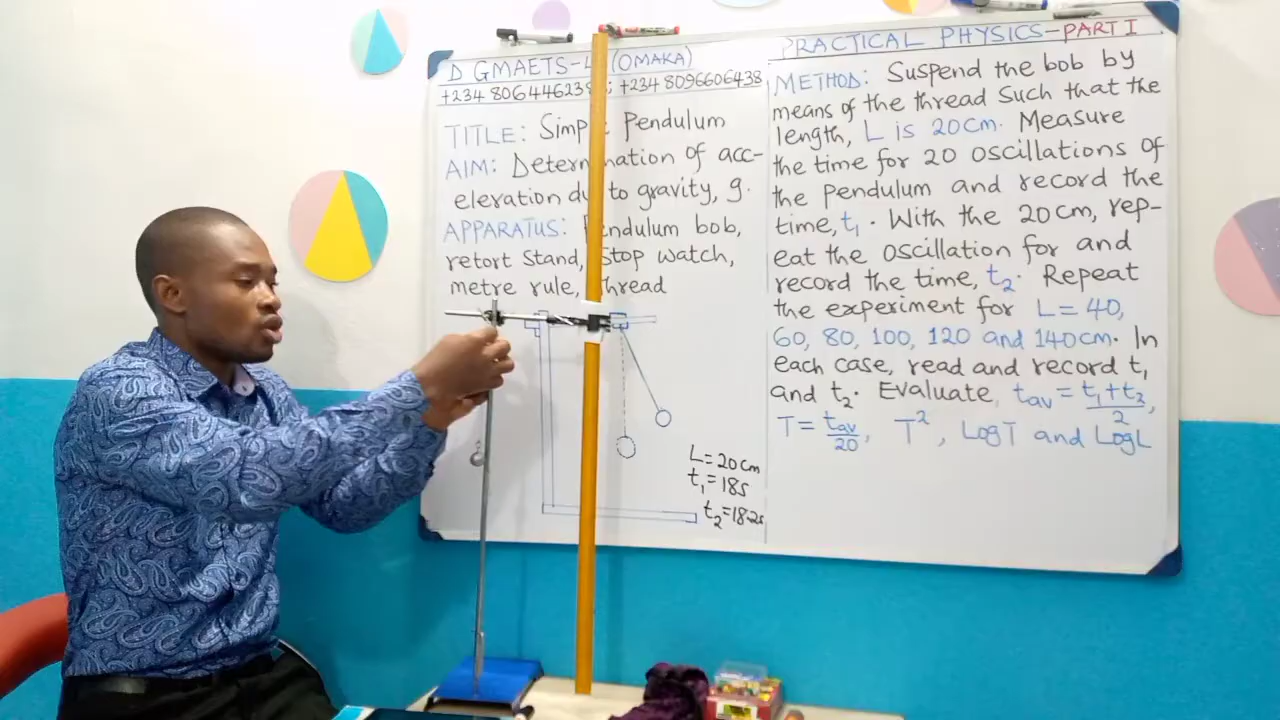 D GMAETS-4 (OMAKA)
+234 8064462 ; +234 8096606438
TITLE: Simp Pendulum
AIM: Determ nation of acc-
eleration du to gravity, g.
APPARATUS: endulum bob,
retort Stand, Stop watch,
metre rule, thread
L=20cm
t₁=18s
t₂=18.2s
PRACTICAL PHYSICS-PART I
METHOD: Suspend the bob by
means of the thread Such that the
length, L is 20cm. Measure
the time for 20 oscillations of
the Pendulum and record the
time, t₁. With the 20cm, rep-
eat the oscillation for and
record the time, t₂. Repeat
the experiment for L=40,
60, 80, 100, 120 and 140cm. In
each case, read and record t₁
and t₂. Evaluate, tav = t₁+t₂/2,
T = tav/20, T², LogT and LogL